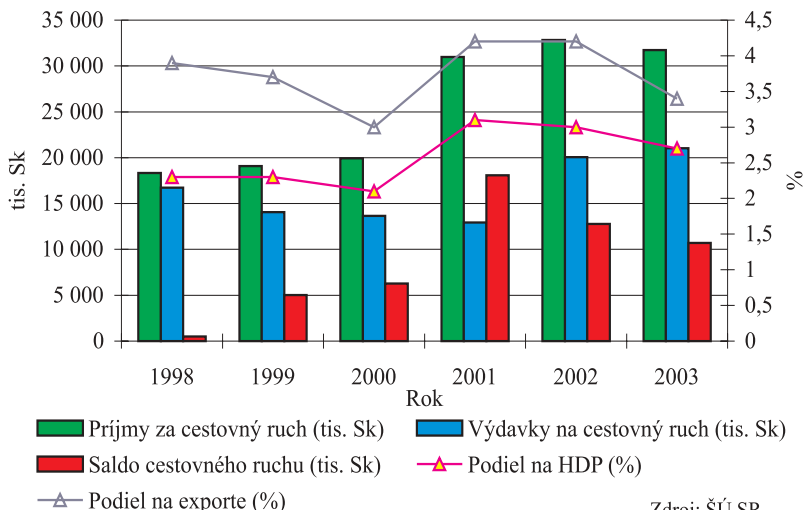 35 000
30 000
25 000
20 000
15 000
10 000
5 000
0
tis. Sk
4,5
4
3,5
3
2,5
2
1,5
1
0,5
0
%
1998 1999 2000 2001 2002 2003
Rok
Príjmy za cestovný ruch (tis. Sk) Výdavky na cestovný ruch (tis. Sk)
Saldo cestovného ruchu (tis. Sk) Podiel na HDP (%)
Podiel na exporte (%)
Zdroj: ŠÚ SR